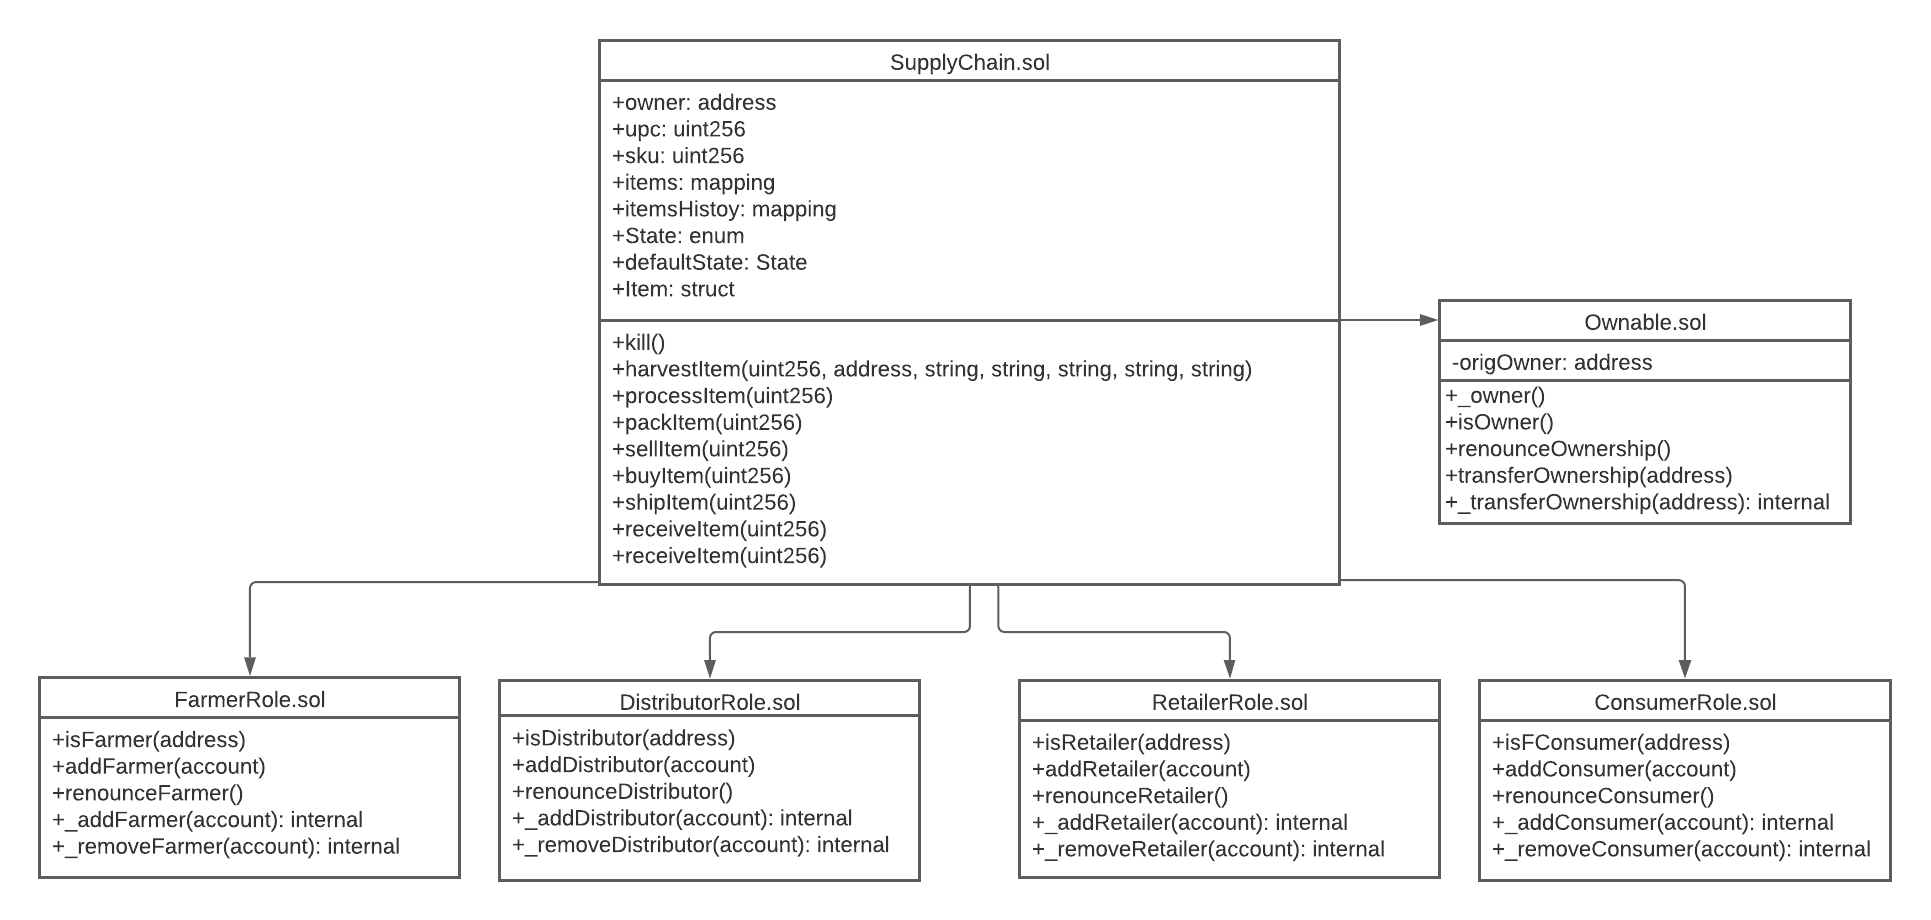 SupplyChain.sol
+owner: address
+upc: uint256
+sku: uint256
+items: mapping
+itemsHistoy: mapping
+State: enum
+defaultState: State
+Item: struct
+kill()
+harvestItem(uint256, address, string, string, string, string, string)
+processItem(uint256)
+packItem(uint256)
+sellItem(uint256)
+buyItem(uint256)
+shipItem(uint256)
+receiveItem(uint256)
+receiveItem(uint256)
Ownable.sol
-origOwner: address
+_owner()
+isOwner()
+renounceOwnership()
+transferOwnership(address)
+_transferOwnership(address): internal
FarmerRole.sol
+isFarmer(address)
+addFarmer(account)
+renounceFarmer()
+_addFarmer(account): internal
+_removeFarmer(account): internal
DistributorRole.sol
+isDistributor(address)
+addDistributor(account)
+renounceDistributor()
+_addDistributor(account): internal
+_removeDistributor(account): internal
RetailerRole.sol
+isRetailer(address)
+addRetailer(account)
+renounceRetailer()
+_addRetailer(account): internal
+_removeRetailer(account): internal
ConsumerRole.sol
+isFConsumer(address)
+addConsumer(account)
+renounceConsumer()
+_addConsumer(account): internal
+_removeConsumer(account): internal